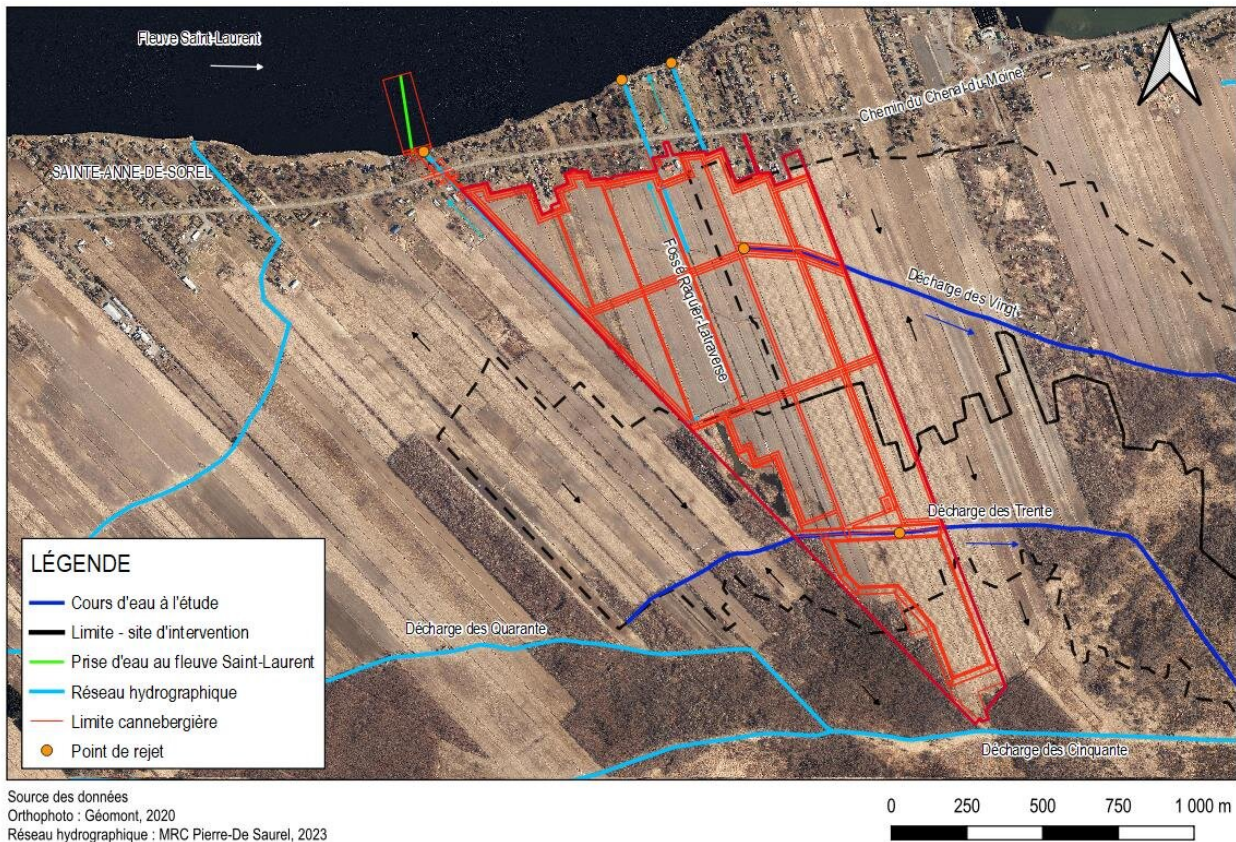 Fleuve Saint-Laurent
Chemin du Chenal-du-Moine
SAINTE-ANNE-DE-SOREL
Fossé Raquer-Latraverse
Décharge des Vingt
Décharge des Trente
Décharge des Quarante
Décharge des Cinquante
LÉGENDE
Cours d'eau à l'étude
Limite - site d'intervention
Prise d'eau au fleuve Saint-Laurent
Réseau hydrographique
Limite cannebergière
Point de rejet
Source des données
Orthophoto : Géomont, 2020
Réseau hydrographique : MRC Pierre-De Saurel, 2023
0 250 500 750 1 000 m